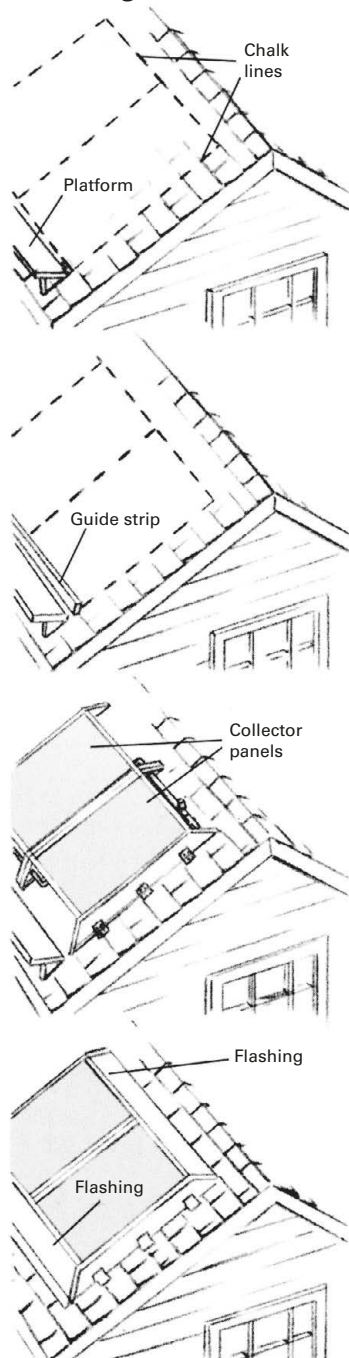 Chalk
lines
Platform
Guide strip
Collector
panels
Flashing
Flashing